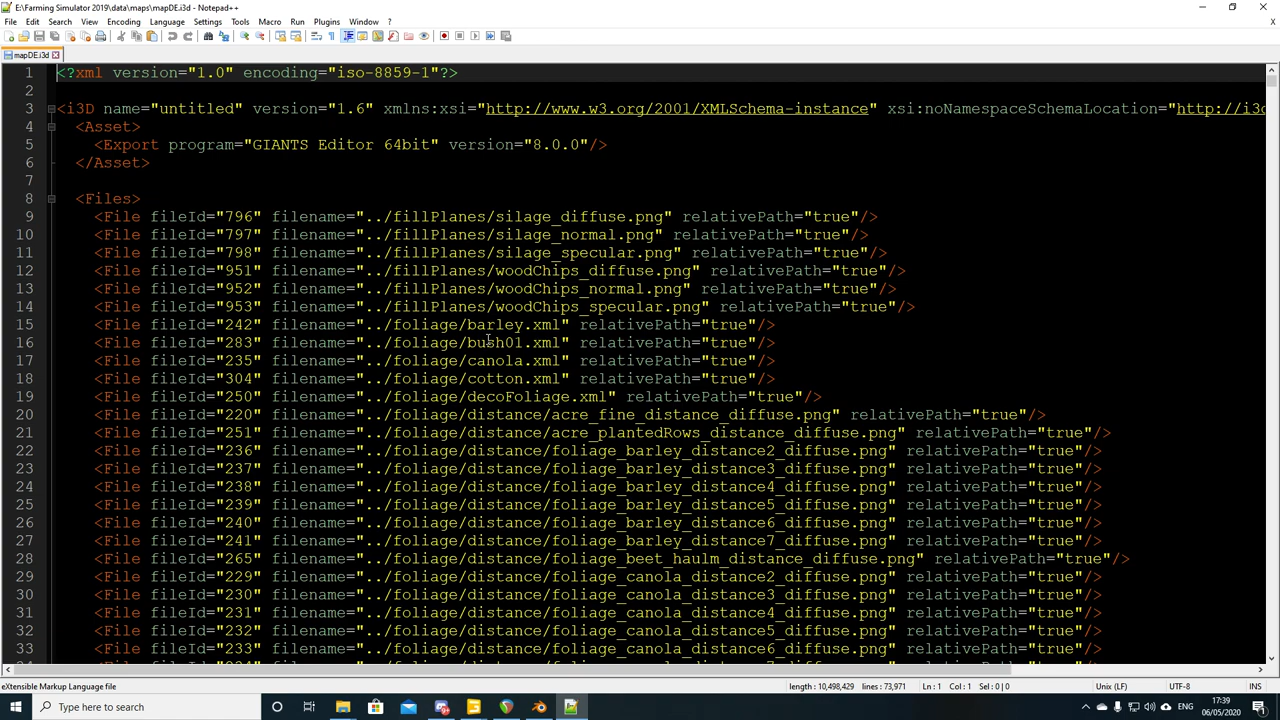 E:\Farming Simulator 2019\data\maps\mapDE.i3d - Notepad++
File Edit Search View Encoding Language Settings Tools Macro Run Plugins Window ?
X
mapDE.i3d
1 <?xml version="1.0" encoding="iso-8859-1"?>
2
3 <i3D name="untitled" version="1.6" xmlns:xsi="http://www.w3.org/2001/XMLSchema-instance" xsi:noNamespaceSchemaLocation="http://i3d
4 <Asset>
5 <Export program="GIANTS Editor 64bit" version="8.0.0"/>
6 </Asset>
7
8 <Files>
9 <File fileId="796" filename="../fillPlanes/silage_diffuse.png" relativePath="true"/>
10 <File fileId="797" filename="../fillPlanes/silage_normal.png" relativePath="true"/>
11 <File fileId="798" filename="../fillPlanes/silage_specular.png" relativePath="true"/>
12 <File fileId="951" filename="../fillPlanes/woodChips_diffuse.png" relativePath="true"/>
13 <File fileId="952" filename="../fillPlanes/woodChips_normal.png" relativePath="true"/>
14 <File fileId="953" filename="../fillPlanes/woodChips_specular.png" relativePath="true"/>
15 <File fileId="242" filename="../foliage/barley.xml" relativePath="true"/>
16 <File fileId="283" filename="../foliage/bush01.xml" relativePath="true"/>
17 <File fileId="235" filename="../foliage/canola.xml" relativePath="true"/>
18 <File fileId="304" filename="../foliage/cotton.xml" relativePath="true"/>
19 <File fileId="250" filename="../foliage/decoFoliage.xml" relativePath="true"/>
20 <File fileId="220" filename="../foliage/distance/acre_fine_distance_diffuse.png" relativePath="true"/>
21 <File fileId="251" filename="../foliage/distance/acre_plantedRows_distance_diffuse.png" relativePath="true"/>
22 <File fileId="236" filename="../foliage/distance/foliage_barley_distance2_diffuse.png" relativePath="true"/>
23 <File fileId="237" filename="../foliage/distance/foliage_barley_distance3_diffuse.png" relativePath="true"/>
24 <File fileId="238" filename="../foliage/distance/foliage_barley_distance4_diffuse.png" relativePath="true"/>
25 <File fileId="239" filename="../foliage/distance/foliage_barley_distance5_diffuse.png" relativePath="true"/>
26 <File fileId="240" filename="../foliage/distance/foliage_barley_distance6_diffuse.png" relativePath="true"/>
27 <File fileId="241" filename="../foliage/distance/foliage_barley_distance7_diffuse.png" relativePath="true"/>
28 <File fileId="265" filename="../foliage/distance/foliage_beet_haulm_distance_diffuse.png" relativePath="true"/>
29 <File fileId="229" filename="../foliage/distance/foliage_canola_distance2_diffuse.png" relativePath="true"/>
30 <File fileId="230" filename="../foliage/distance/foliage_canola_distance3_diffuse.png" relativePath="true"/>
31 <File fileId="231" filename="../foliage/distance/foliage_canola_distance4_diffuse.png" relativePath="true"/>
32 <File fileId="232" filename="../foliage/distance/foliage_canola_distance5_diffuse.png" relativePath="true"/>
33 <File fileId="233" filename="../foliage/distance/foliage_canola_distance6_diffuse.png" relativePath="true"/>
eXtensible Markup Language file length : 10,498,429 lines : 73,971 Ln : 1 Col : 1 Sel : 0 | 0 Unix (LF) UTF-8 INS
Type here to search
ENG
17:39
06/05/2020